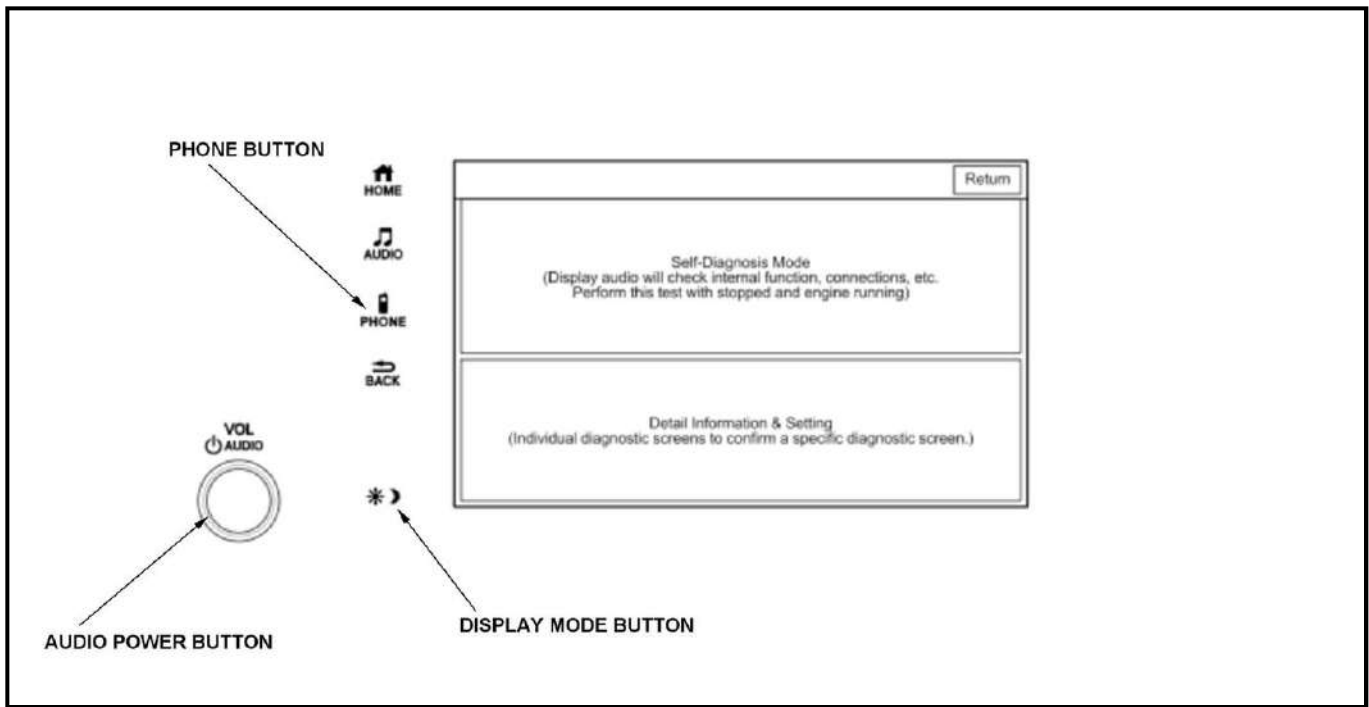 PHONE BUTTON
HOME
Return
AUDIO
Self-Diagnosis Mode
(Display audio will check internal function, connections, etc.
Perform this test with stopped and engine running)
PHONE
BACK
Detail Information & Setting
(Individual diagnostic screens to confirm a specific diagnostic screen.)
VOL
AUDIO
DISPLAY MODE BUTTON
AUDIO POWER BUTTON